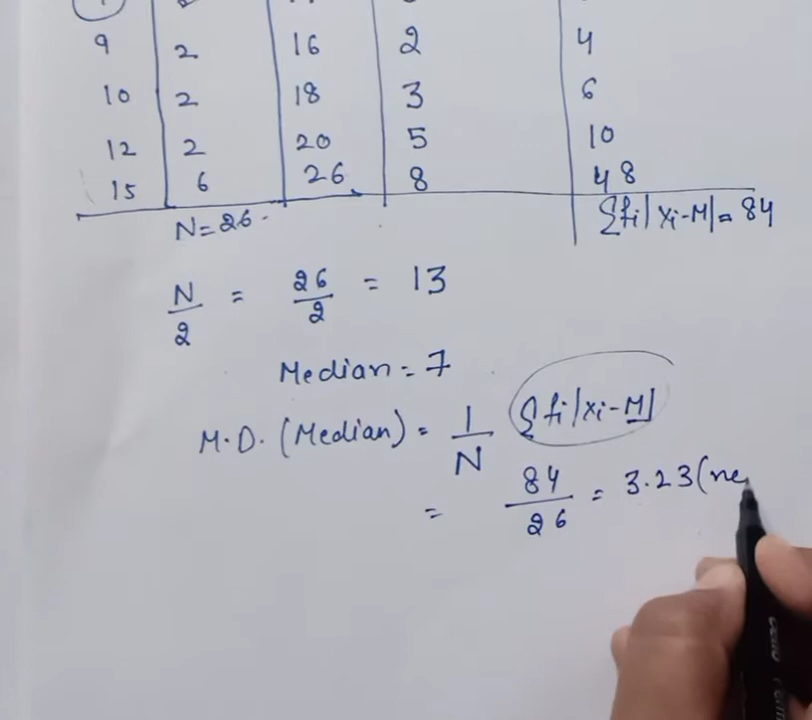 9 2 16 2 4
10 2 18 3 6
12 2 20 5 10
15 6 26 8 48
N=26 Σfi|xi-M|= 84
N/2 = 26/2 = 13
Median = 7
M.D. (Median) = 1/N Σfi|xi-M|
= 84/26 = 3.23(ne